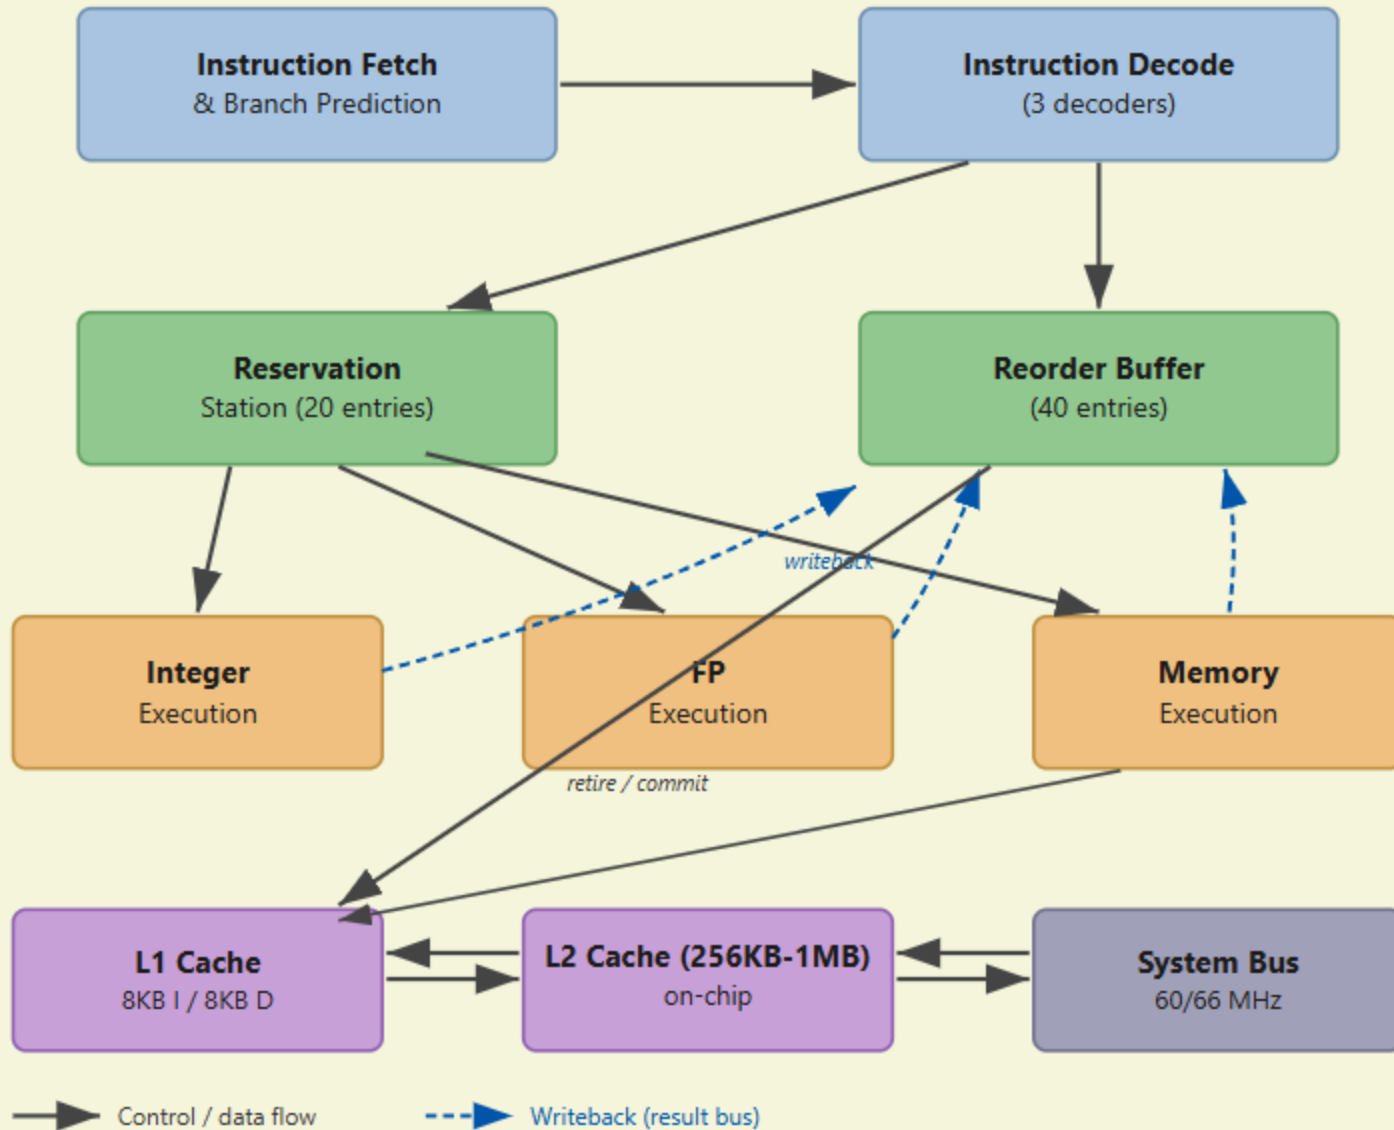 Instruction Fetch
& Branch Prediction
Instruction Decode
(3 decoders)
Reservation
Station (20 entries)
Reorder Buffer
(40 entries)
writeback
Integer
Execution
FP
Execution
Memory
Execution
retire / commit
L1 Cache
8KB I / 8KB D
L2 Cache (256KB-1MB)
on-chip
System Bus
60/66 MHz
Control / data flow
Writeback (result bus)